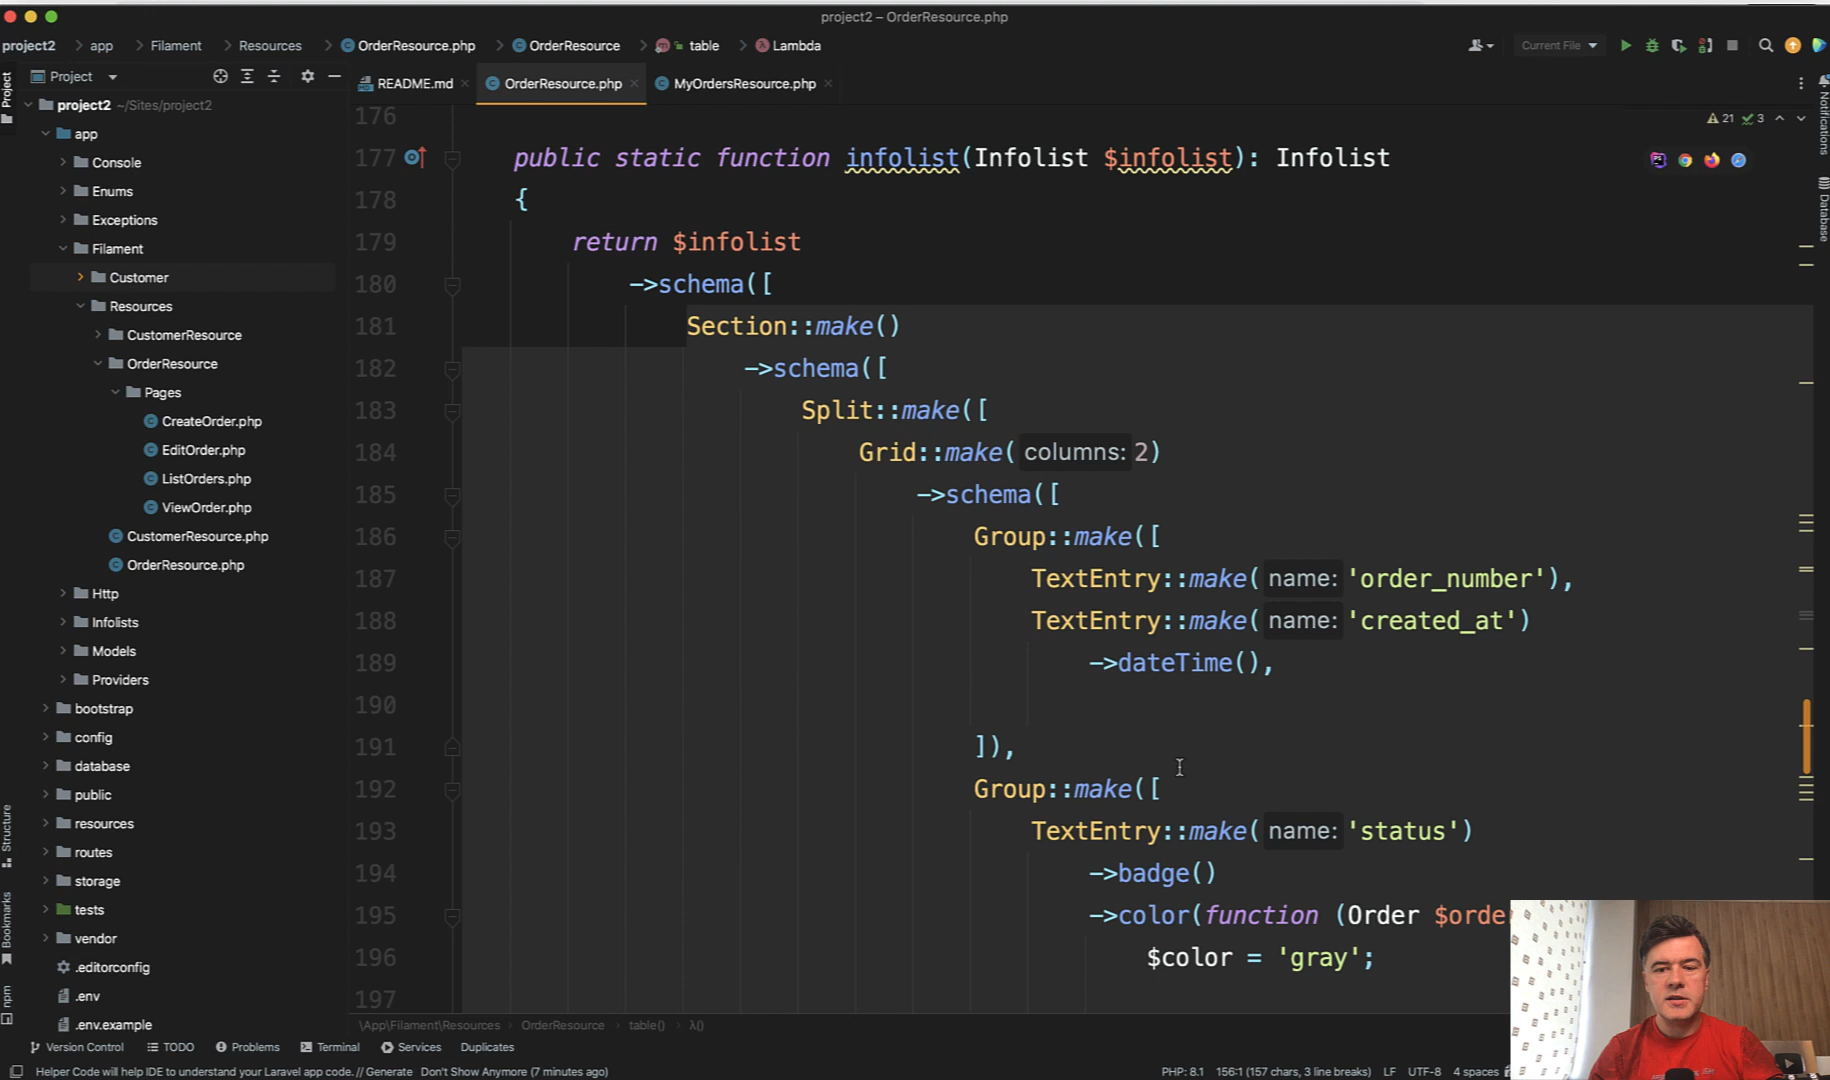 project2 – OrderResource.php
project2 app Filament Resources OrderResource.php OrderResource table Lambda
Current File
Project
README.md OrderResource.php MyOrdersResource.php
project2 ~/Sites/project2
app
Console
Enums
Exceptions
Filament
Customer
Resources
CustomerResource
OrderResource
Pages
CreateOrder.php
EditOrder.php
ListOrders.php
ViewOrder.php
CustomerResource.php
OrderResource.php
Http
Infolists
Models
Providers
bootstrap
config
database
public
resources
routes
storage
tests
vendor
.editorconfig
.env
.env.example
Project
Structure
Bookmarks
npm
21 3
176
177 public static function infolist(Infolist $infolist): Infolist
178 {
179 return $infolist
180 ->schema([
181 Section::make()
182 ->schema([
183 Split::make([
184 Grid::make( columns: 2)
185 ->schema([
186 Group::make([
187 TextEntry::make( name: 'order_number'),
188 TextEntry::make( name: 'created_at')
189 ->dateTime(),
190
191 ]),
192 Group::make([
193 TextEntry::make( name: 'status')
194 ->badge()
195 ->color(function (Order $orde
196 $color = 'gray';
197
Notifications
Database
\App\Filament\Resources OrderResource table() λ()
Version Control TODO Problems Terminal Services Duplicates
Helper Code will help IDE to understand your Laravel app code. // Generate Don't Show Anymore (7 minutes ago)
PHP: 8.1 156:1 (157 chars, 3 line breaks) LF UTF-8 4 spaces